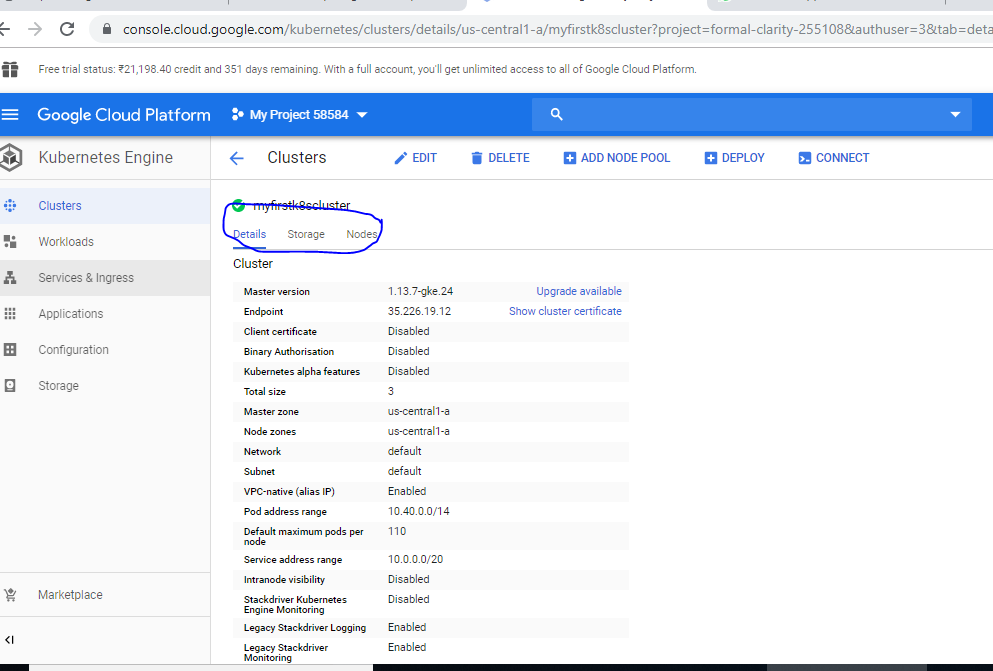 console.cloud.google.com/kubernetes/clusters/details/us-central1-a/myfirstk8scluster?project=formal-clarity-255108&authuser=3&tab=deta
Free trial status: ₹21,198.40 credit and 351 days remaining. With a full account, you'll get unlimited access to all of Google Cloud Platform.
Google Cloud Platform My Project 58584
Kubernetes Engine
Clusters EDIT DELETE ADD NODE POOL DEPLOY CONNECT
Clusters
Workloads
Services & Ingress
Applications
Configuration
Storage
Marketplace
myfirstk8scluster
Details Storage Nodes
Cluster
Master version 1.13.7-gke.24 Upgrade available
Endpoint 35.226.19.12 Show cluster certificate
Client certificate Disabled
Binary Authorisation Disabled
Kubernetes alpha features Disabled
Total size 3
Master zone us-central1-a
Node zones us-central1-a
Network default
Subnet default
VPC-native (alias IP) Enabled
Pod address range 10.40.0.0/14
Default maximum pods per 110
node
Service address range 10.0.0.0/20
Intranode visibility Disabled
Stackdriver Kubernetes Disabled
Engine Monitoring
Legacy Stackdriver Logging Enabled
Legacy Stackdriver Enabled
Monitoring